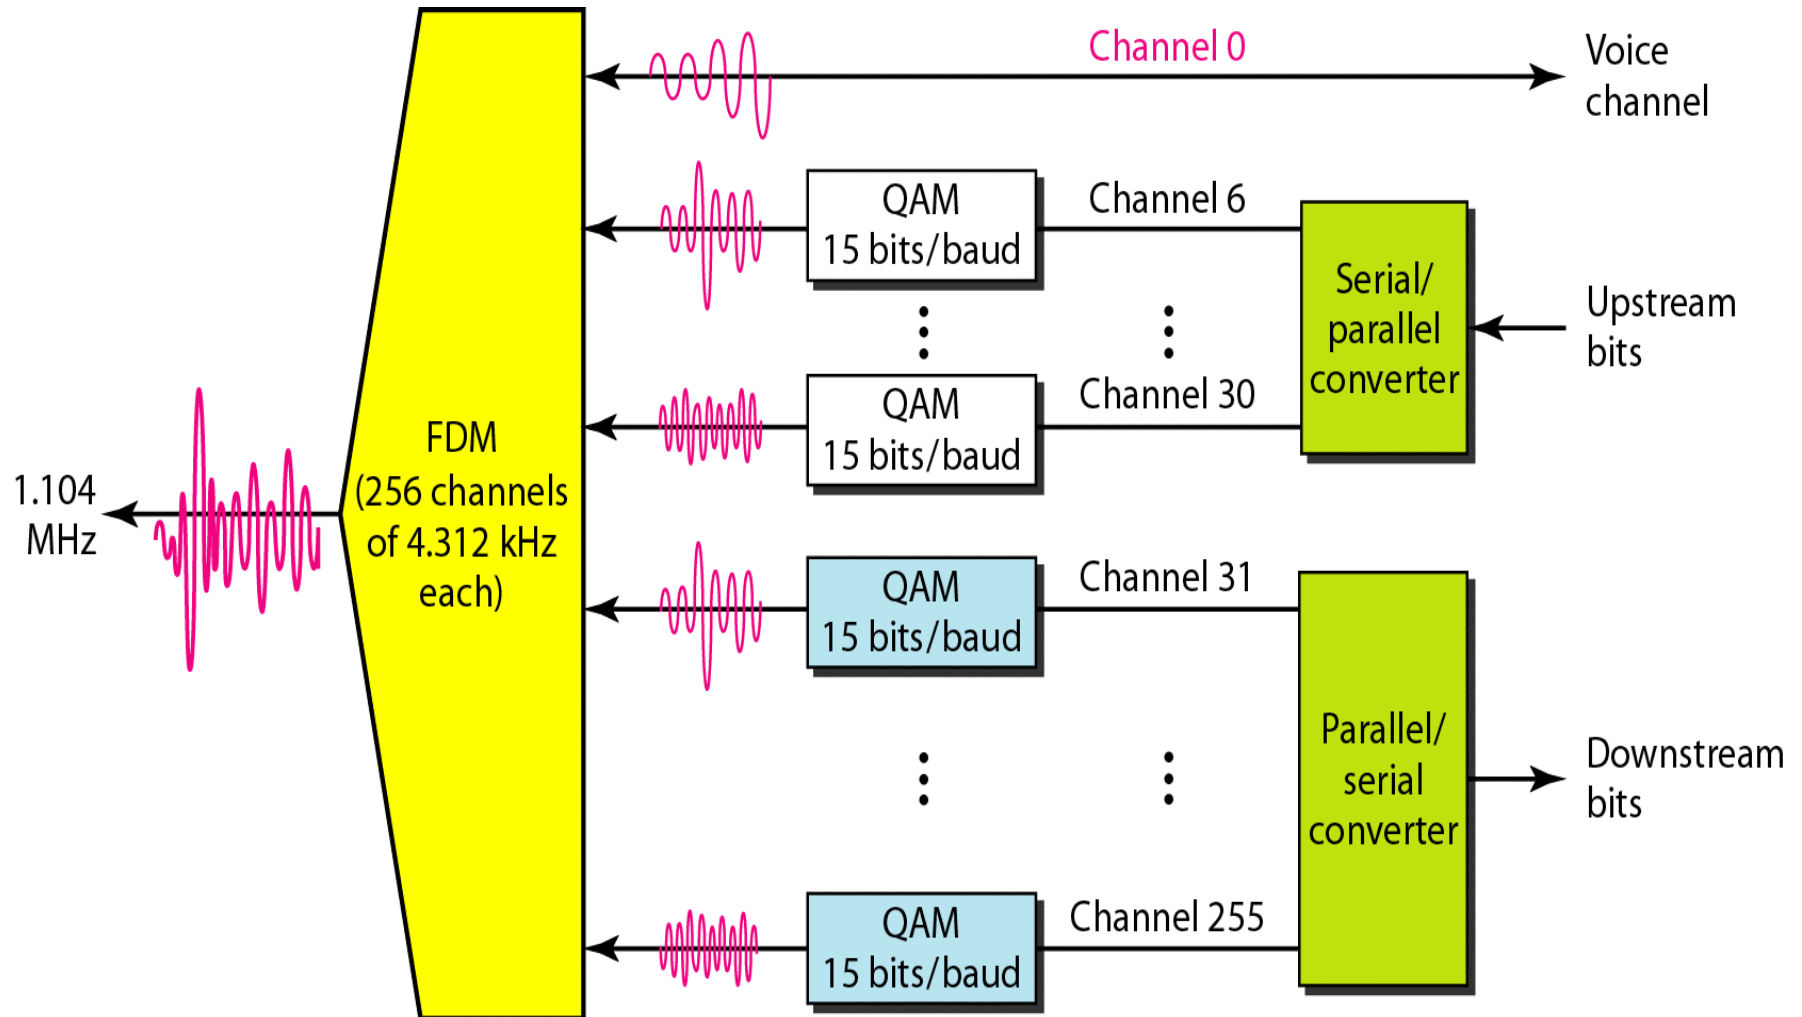 Channel 0
Voice
channel
QAM
15 bits/baud
Channel 6
Serial/
parallel
converter
Upstream
bits
QAM
15 bits/baud
Channel 30
1.104
MHz
FDM
(256 channels
of 4.312 kHz
each)
QAM
15 bits/baud
Channel 31
Parallel/
serial
converter
Downstream
bits
QAM
15 bits/baud
Channel 255